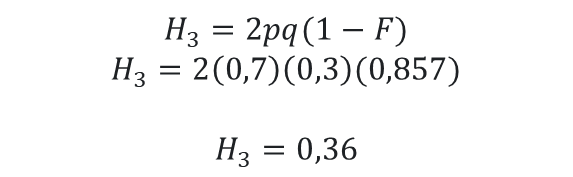 H₃ = 2pq(1 − F)
H₃ = 2(0,7)(0,3)(0,857)
H₃ = 0,36